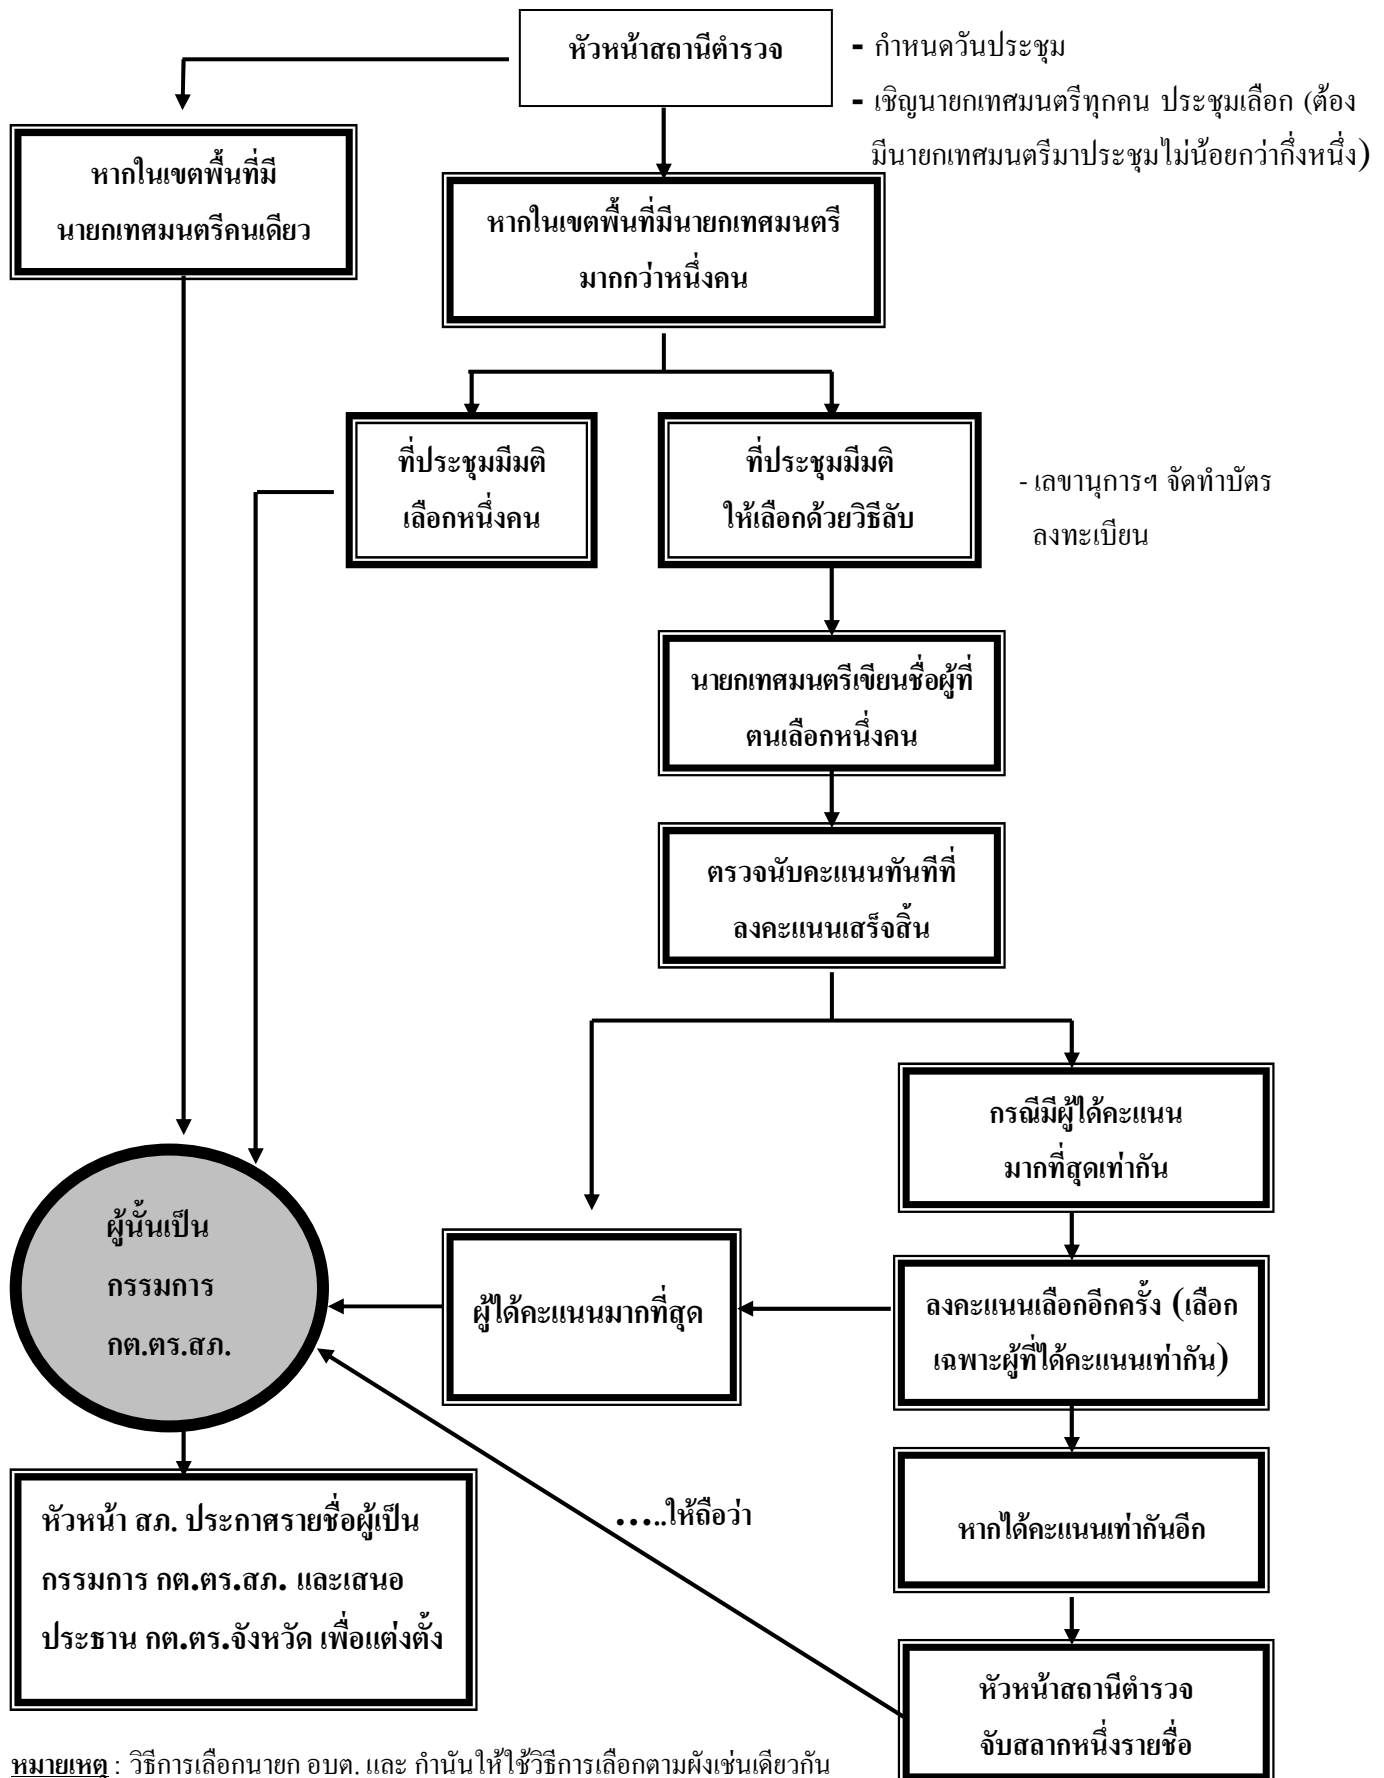 หัวหน้าสถานีตำรวจ
- กำหนดวันประชุม
- เชิญนายกเทศมนตรีทุกคน ประชุมเลือก (ต้อง
มีนายกเทศมนตรีมาประชุมไม่น้อยกว่ากึ่งหนึ่ง)
หากในเขตพื้นที่มี
นายกเทศมนตรีคนเดียว
หากในเขตพื้นที่มีนายกเทศมนตรี
มากกว่าหนึ่งคน
ที่ประชุมมีมติ
เลือกหนึ่งคน
ที่ประชุมมีมติ
ให้เลือกด้วยวิธีลับ
- เลขานุการฯ จัดทำบัตร
ลงทะเบียน
นายกเทศมนตรีเขียนชื่อผู้ที่
ตนเลือกหนึ่งคน
ตรวจนับคะแนนทันทีที่
ลงคะแนนเสร็จสิ้น
กรณีมีผู้ได้คะแนน
มากที่สุดเท่ากัน
ผู้นั้นเป็น
กรรมการ
กต.ตร.สภ.
ผู้ได้คะแนนมากที่สุด
ลงคะแนนเลือกอีกครั้ง (เลือก
เฉพาะผู้ที่ได้คะแนนเท่ากัน)
หัวหน้า สภ. ประกาศรายชื่อผู้เป็น
กรรมการ กต.ตร.สภ. และเสนอ
ประธาน กต.ตร.จังหวัด เพื่อแต่งตั้ง
.....ให้ถือว่า
หากได้คะแนนเท่ากันอีก
หัวหน้าสถานีตำรวจ
จับสลากหนึ่งรายชื่อ
หมายเหตุ : วิธีการเลือกนายก อบต. และ กำนันให้ใช้วิธีการเลือกตามผังเช่นเดียวกัน